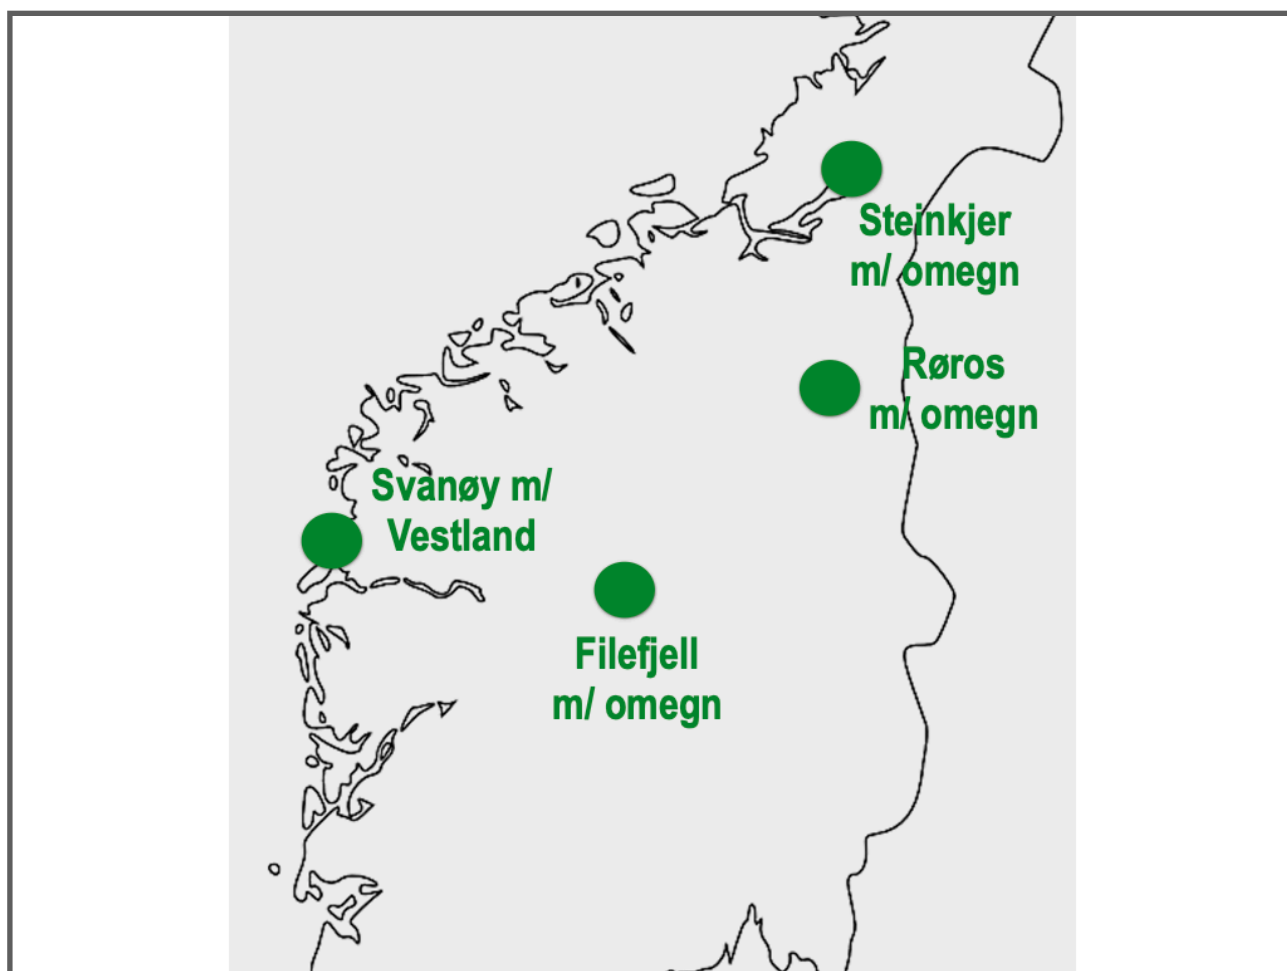 Steinkjer
m/ omegn
Røros
m/ omegn
Svanøy m/
Vestland
Filefjell
m/ omegn